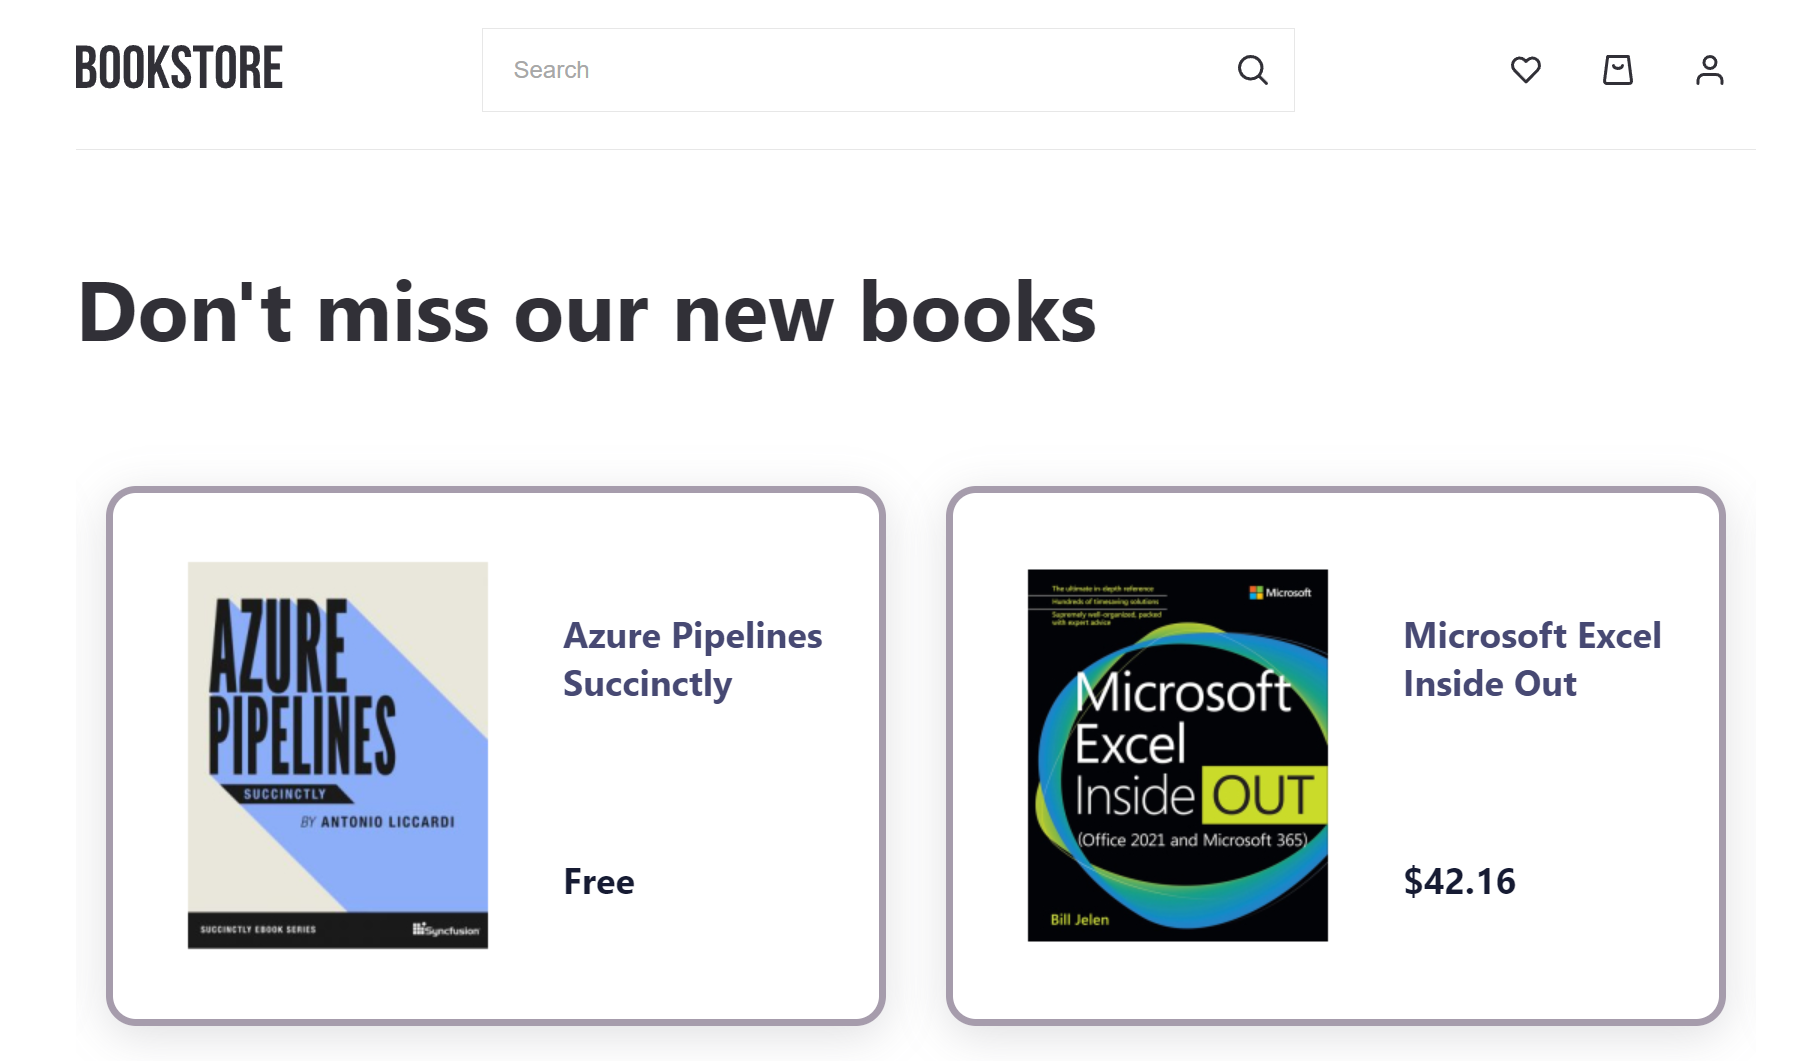 BOOKSTORE
Search
Don't miss our new books
AZURE
PIPELINES
SUCCINCTLY
BY ANTONIO LICCARDI
SUCCINCTLY EBOOK SERIES
Syncfusion
Azure Pipelines
Succinctly
Free
The ultimate in-depth reference
Hundreds of timesaving solutions
Supremely well-organized, packed
with expert advice
Microsoft
Microsoft
Excel
Inside OUT
(Office 2021 and Microsoft 365)
Bill Jelen
Microsoft Excel
Inside Out
$42.16